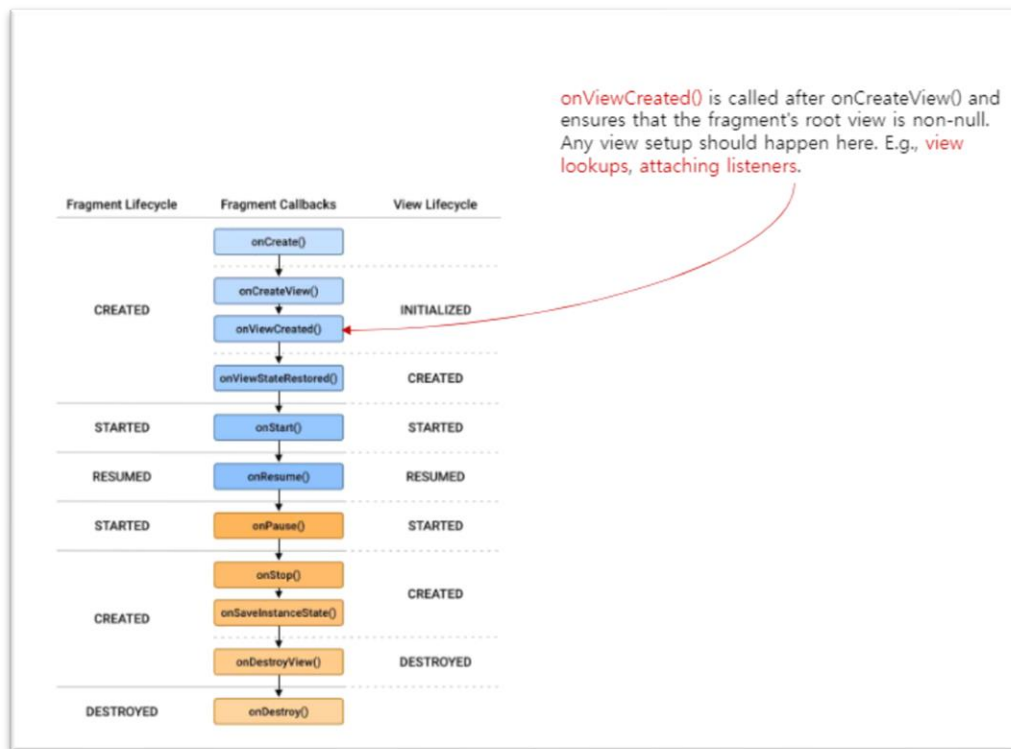 onViewCreated() is called after onCreateView() and
ensures that the fragment's root view is non-null.
Any view setup should happen here. E.g., view
lookups, attaching listeners.
Fragment Lifecycle Fragment Callbacks View Lifecycle
onCreate()
onCreateView()
CREATED INITIALIZED
onViewCreated()
onViewStateRestored() CREATED
STARTED onStart() STARTED
RESUMED onResume() RESUMED
STARTED onPause() STARTED
onStop()
CREATED
onSaveInstanceState()
CREATED
onDestroyView() DESTROYED
DESTROYED onDestroy()